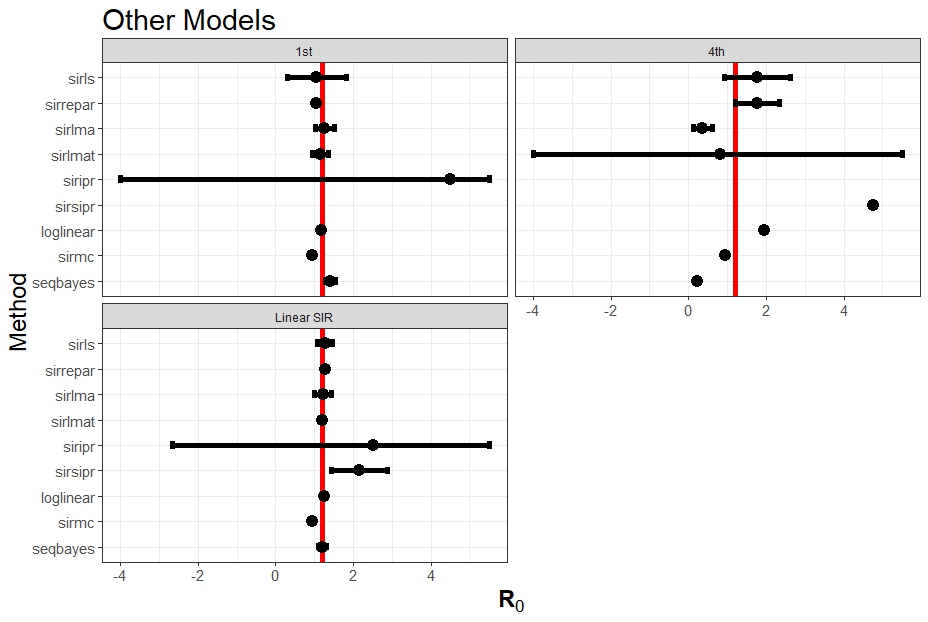 Other Models
1st
4th
sirls
sirrepar
sirlma
sirlmat
siripr
sirsipr
loglinear
sirmc
seqbayes
-4 -2 0 2 4
Method
Linear SIR
sirls
sirrepar
sirlma
sirlmat
siripr
sirsipr
loglinear
sirmc
seqbayes
-4 -2 0 2 4
R0